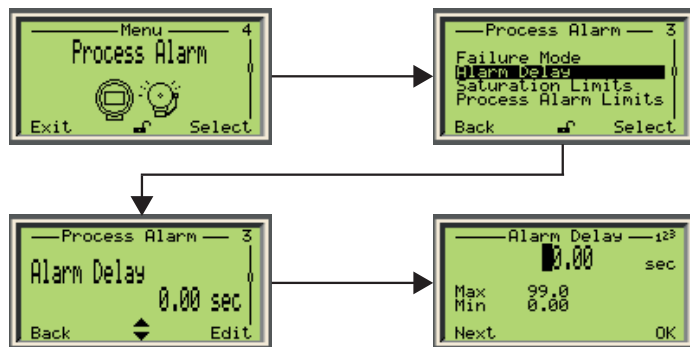 Menu 4
Process Alarm
Exit Select
Process Alarm 3
Failure Mode
Alarm Delay
Saturation Limits
Process Alarm Limits
Back Select
Process Alarm 3
Alarm Delay
0.00 sec
Back Edit
Alarm Delay 123
0.00 sec
Max 99.0
Min 0.00
Next OK